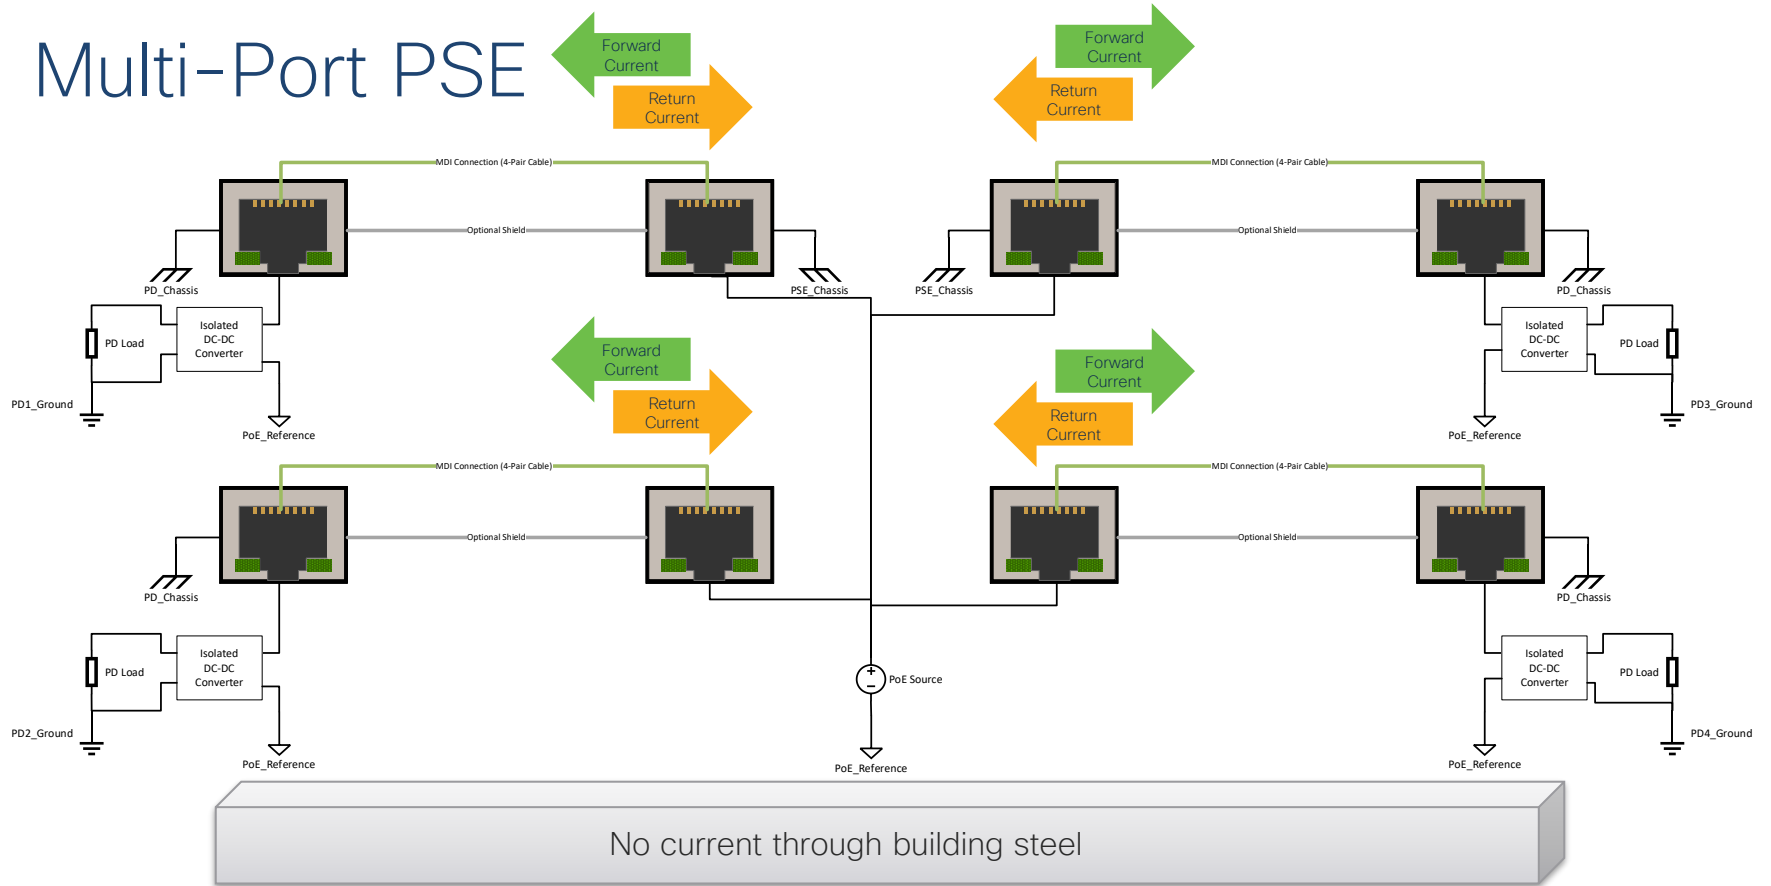 Multi-Port PSE
Forward
Current
Return
Current
Forward
Current
Return
Current
MDI Connection (4-Pair Cable)
MDI Connection (4-Pair Cable)
Optional Shield
Optional Shield
PD_Chassis
PSE_Chassis
PSE_Chassis
PD_Chassis
Isolated
DC-DC
Converter
PD Load
PD1_Ground
PoE_Reference
Isolated
DC-DC
Converter
PD Load
PD3_Ground
PoE_Reference
Forward
Current
Return
Current
Forward
Current
Return
Current
MDI Connection (4-Pair Cable)
MDI Connection (4-Pair Cable)
Optional Shield
Optional Shield
PD_Chassis
PD_Chassis
Isolated
DC-DC
Converter
PD Load
PD2_Ground
PoE_Reference
+
−
PoE Source
PoE_Reference
Isolated
DC-DC
Converter
PD Load
PD4_Ground
PoE_Reference
No current through building steel